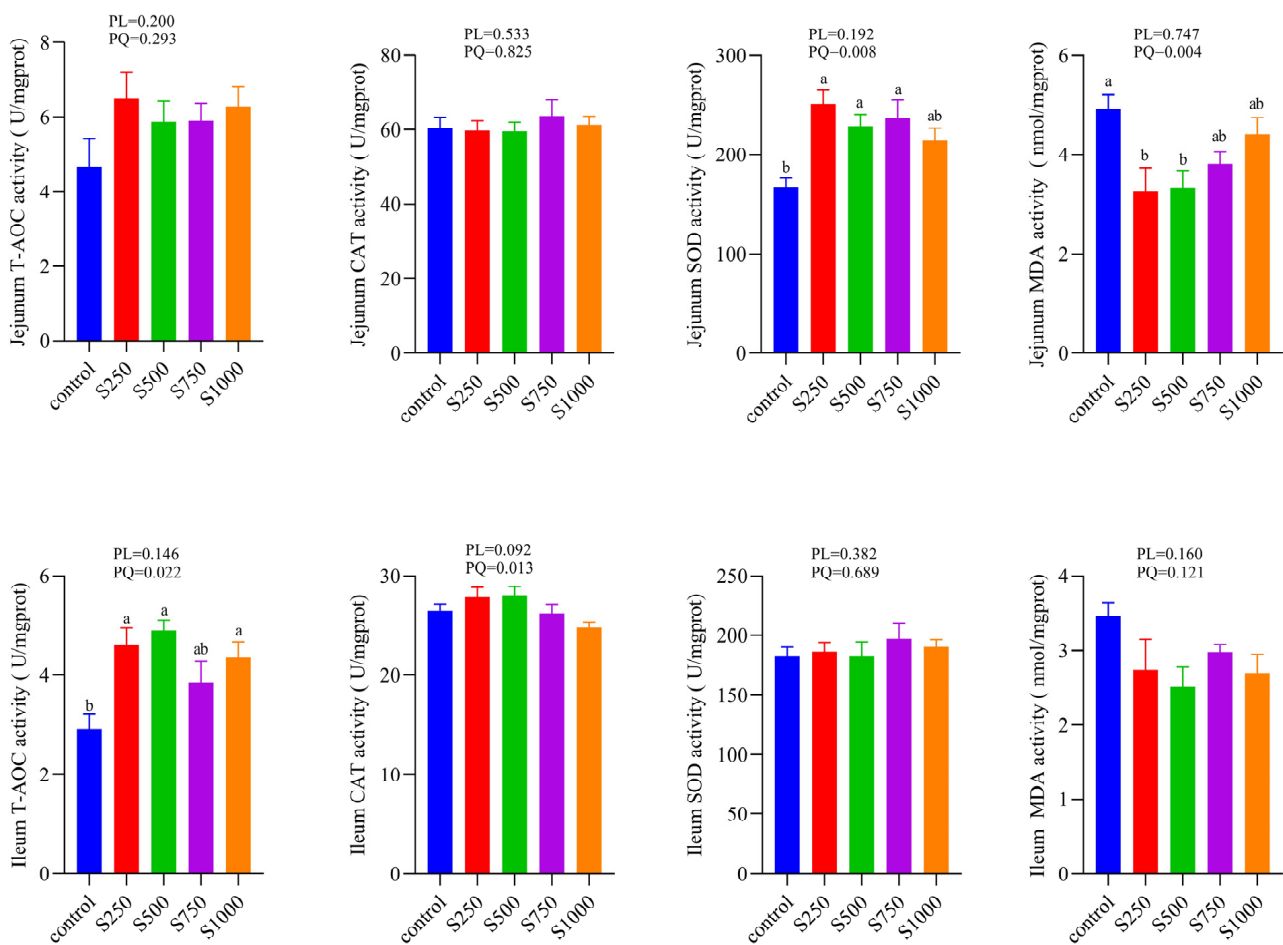 PL=0.200
PQ=0.293
Jejunum T-AOC activity ( U/mgprot)
8
6
4
2
0
control
S250
S500
S750
S1000
PL=0.533
PQ=0.825
Jejunum CAT activity ( U/mgprot)
80
60
40
20
0
control
S250
S500
S750
S1000
PL=0.192
PQ=0.008
Jejunum SOD activity ( U/mgprot)
300
200
100
0
b
a
a
a
ab
control
S250
S500
S750
S1000
PL=0.747
PQ=0.004
Jejunum MDA activity ( nmol/mgprot)
6
4
2
0
a
b
b
ab
ab
control
S250
S500
S750
S1000
PL=0.146
PQ=0.022
Ileum T-AOC activity ( U/mgprot)
6
4
2
0
b
a
a
ab
a
control
S250
S500
S750
S1000
PL=0.092
PQ=0.013
Ileum CAT activity ( U/mgprot)
30
20
10
0
control
S250
S500
S750
S1000
PL=0.382
PQ=0.689
Ileum SOD activity ( U/mgprot)
250
200
150
100
50
0
control
S250
S500
S750
S1000
PL=0.160
PQ=0.121
Ileum MDA activity ( nmol/mgprot)
4
3
2
1
0
control
S250
S500
S750
S1000